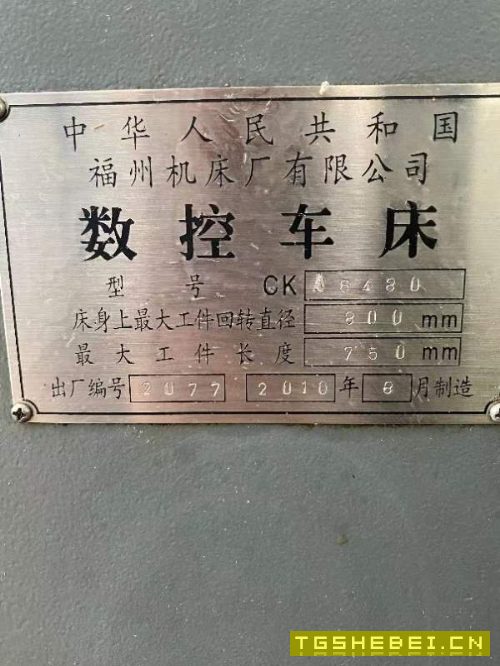 中华人民共和国
福州机床厂有限公司
数控车床
型号 CK 6480
床身上最大工件回转直径 800 mm
最大工件长度 750 mm
出厂编号 2077 2010 年 8 月制造
TGSHEBEI.CN